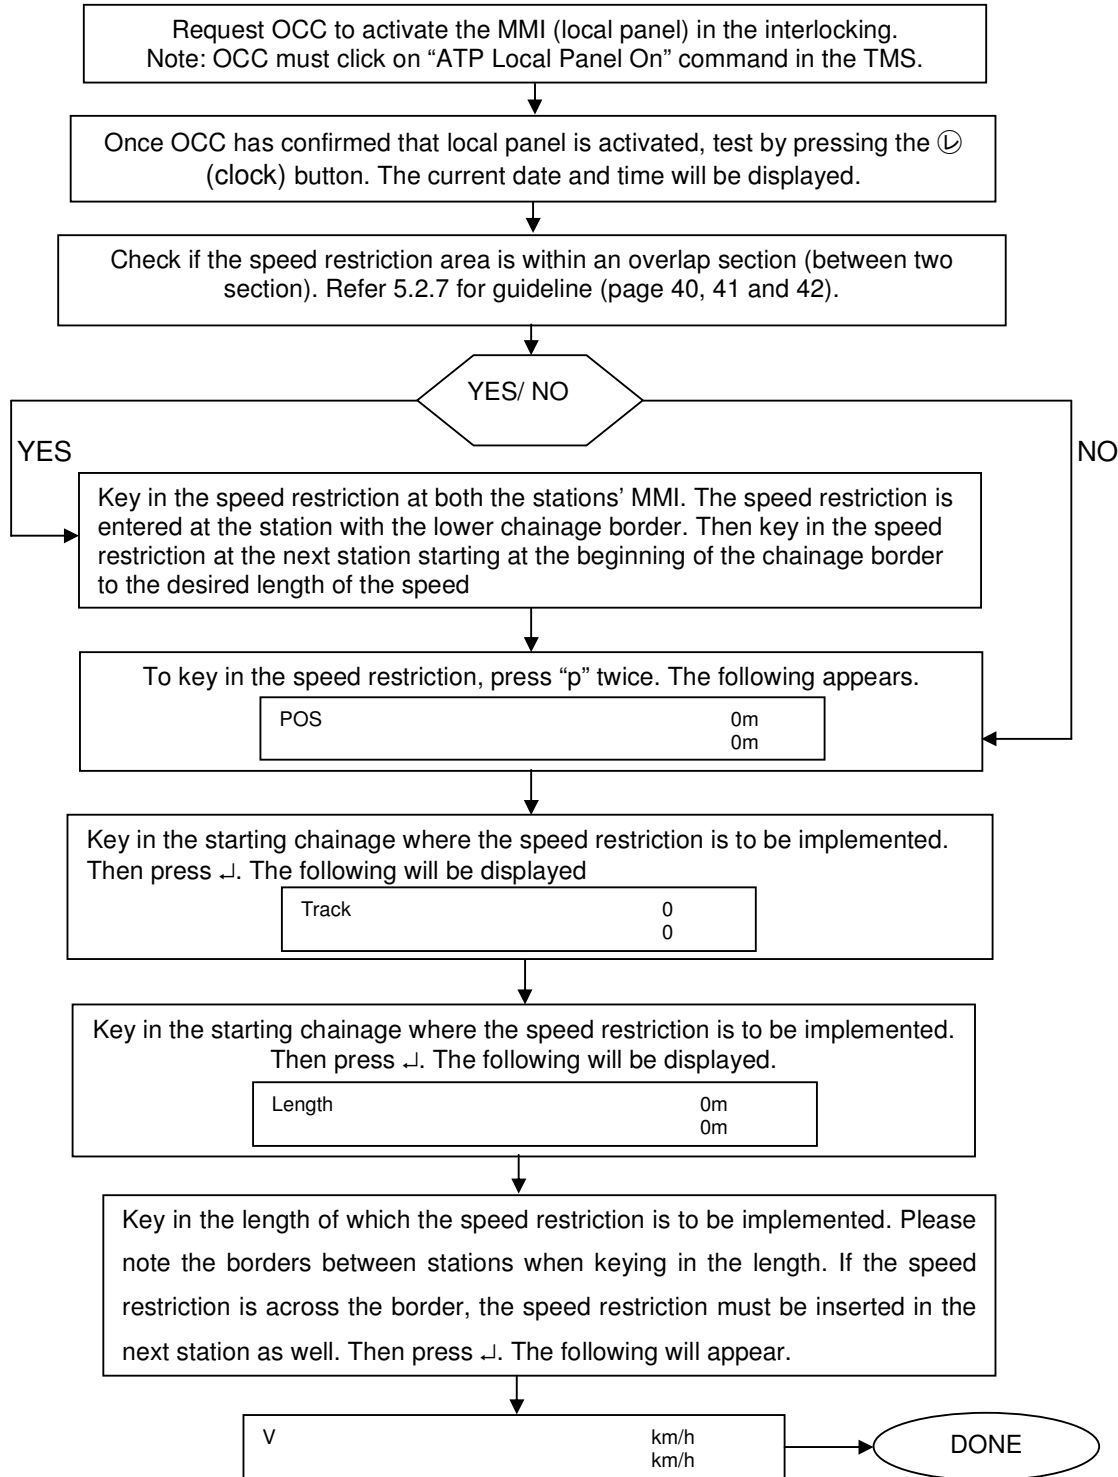 Request OCC to activate the MMI (local panel) in the interlocking.
Note: OCC must click on “ATP Local Panel On” command in the TMS.
Once OCC has confirmed that local panel is activated, test by pressing the
(clock) button. The current date and time will be displayed.
Check if the speed restriction area is within an overlap section (between two
section). Refer 5.2.7 for guideline (page 40, 41 and 42).
YES/ NO
YES
NO
Key in the speed restriction at both the stations’ MMI. The speed restriction is
entered at the station with the lower chainage border. Then key in the speed
restriction at the next station starting at the beginning of the chainage border
to the desired length of the speed
To key in the speed restriction, press “p” twice. The following appears.
POS 0m
0m
Key in the starting chainage where the speed restriction is to be implemented.
Then press ↵. The following will be displayed
Track 0
0
Key in the starting chainage where the speed restriction is to be implemented.
Then press ↵. The following will be displayed.
Length 0m
0m
Key in the length of which the speed restriction is to be implemented. Please
note the borders between stations when keying in the length. If the speed
restriction is across the border, the speed restriction must be inserted in the
next station as well. Then press ↵. The following will appear.
V km/h
km/h
DONE